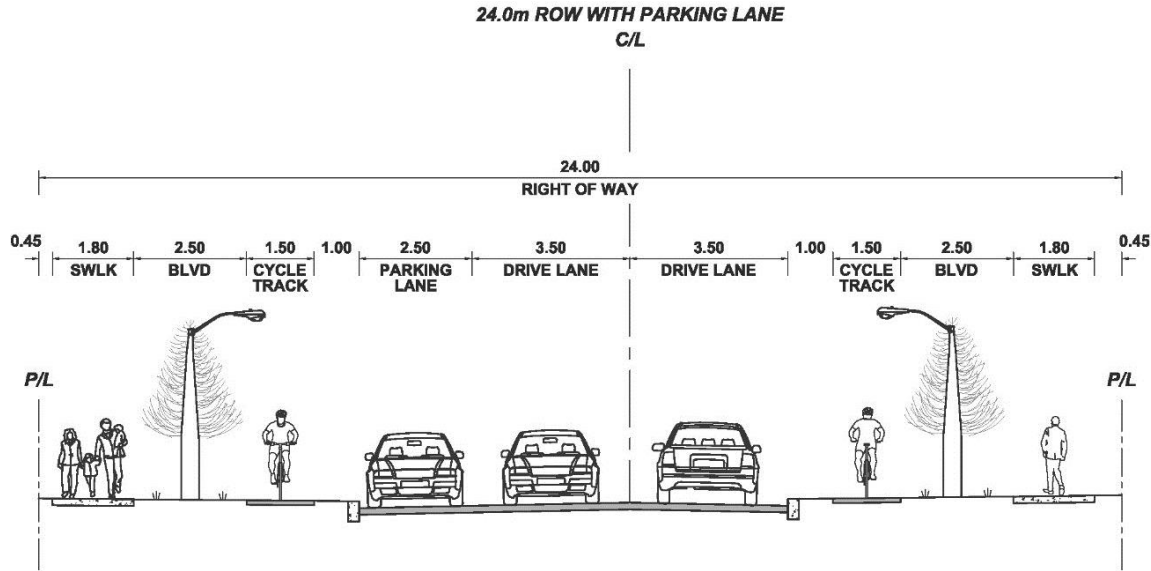 24.0m ROW WITH PARKING LANE
C/L
24.00
RIGHT OF WAY
0.45 1.80 2.50 1.50 1.00 2.50 3.50 3.50 1.00 1.50 2.50 1.80 0.45
SWLK BLVD CYCLE PARKING DRIVE LANE DRIVE LANE CYCLE BLVD SWLK
TRACK LANE TRACK
P/L P/L